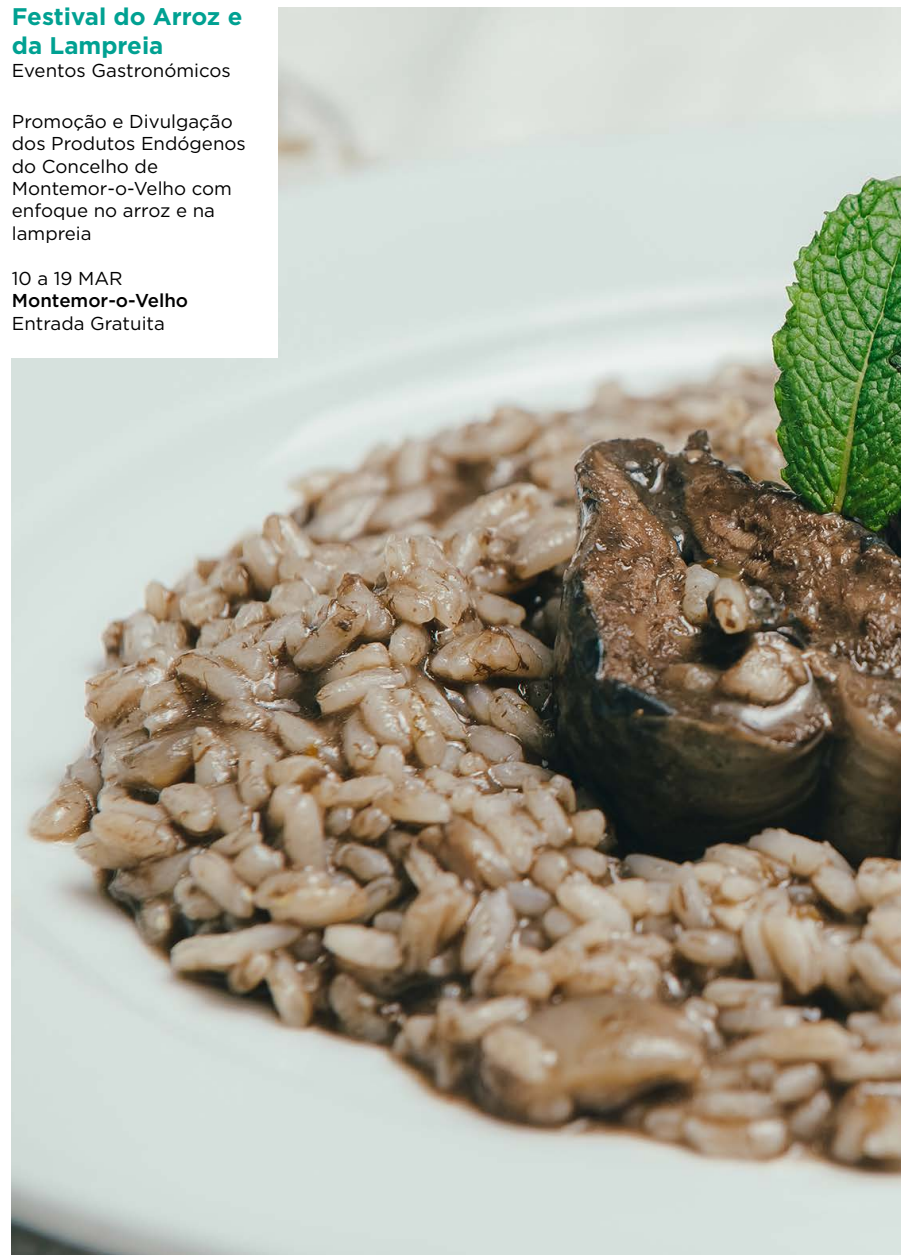 Festival do Arroz e
da Lampreia
Eventos Gastronómicos
Promoção e Divulgação
dos Produtos Endógenos
do Concelho de
Montemor-o-Velho com
enfoque no arroz e na
lampreia
10 a 19 MAR
Montemor-o-Velho
Entrada Gratuita